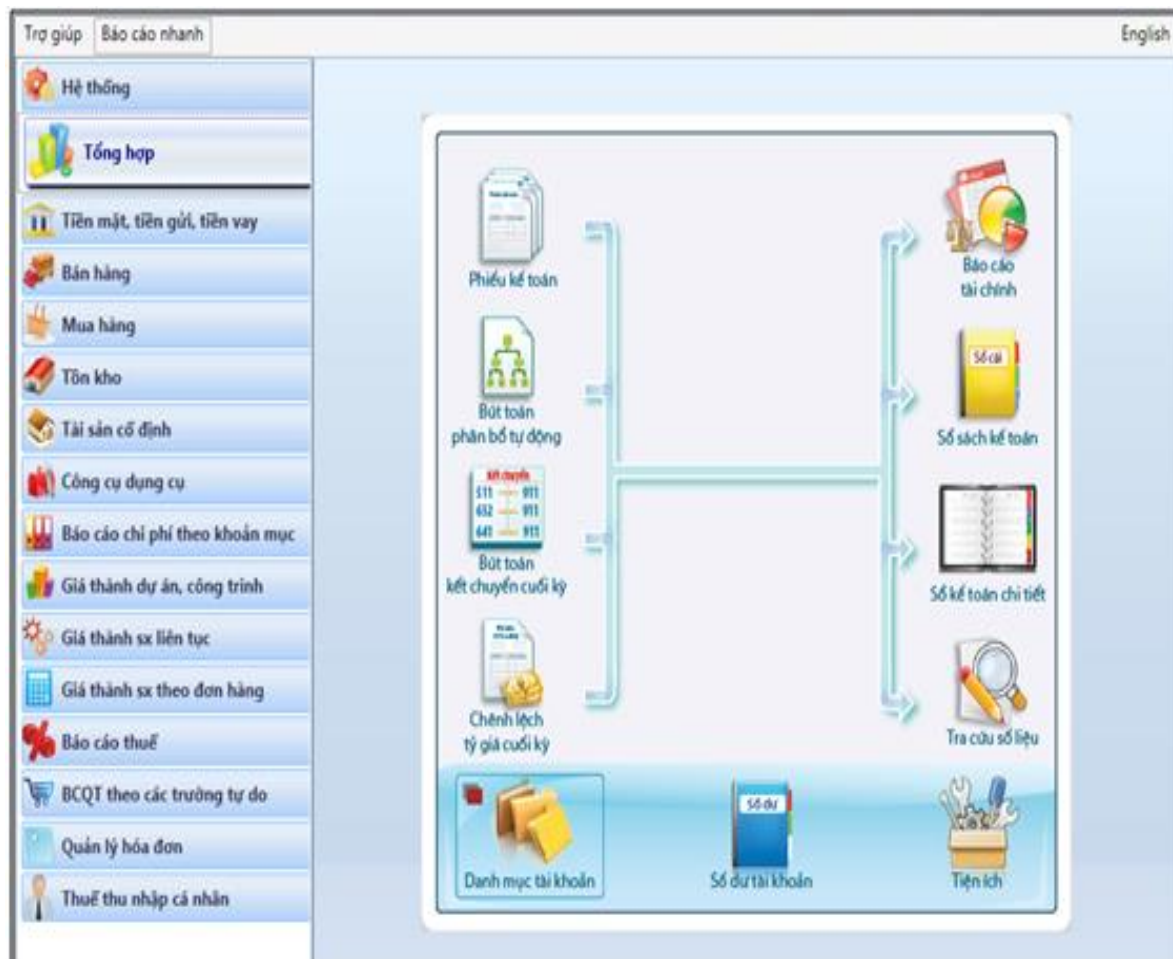 Trợ giúp
Báo cáo nhanh
English
Hệ thống
Tổng hợp
Tiền mặt, tiền gửi, tiền vay
Bán hàng
Mua hàng
Tồn kho
Tài sản cố định
Công cụ dụng cụ
Báo cáo chi phí theo khoản mục
Giá thành dự án, công trình
Giá thành sx liên tục
Giá thành sx theo đơn hàng
Báo cáo thuế
BCQT theo các trường tự do
Quản lý hóa đơn
Thuế thu nhập cá nhân
Phiếu kế toán
Bút toán
phân bổ tự động
Kết chuyển
511 911
632 911
641 911
Bút toán
kết chuyển cuối kỳ
Chênh lệch
tỷ giá cuối kỳ
Báo cáo
tài chính
Sổ cái
Sổ sách kế toán
Sổ kế toán chi tiết
Tra cứu số liệu
Danh mục tài khoản
Số dư
Số dư tài khoản
Tiện ích